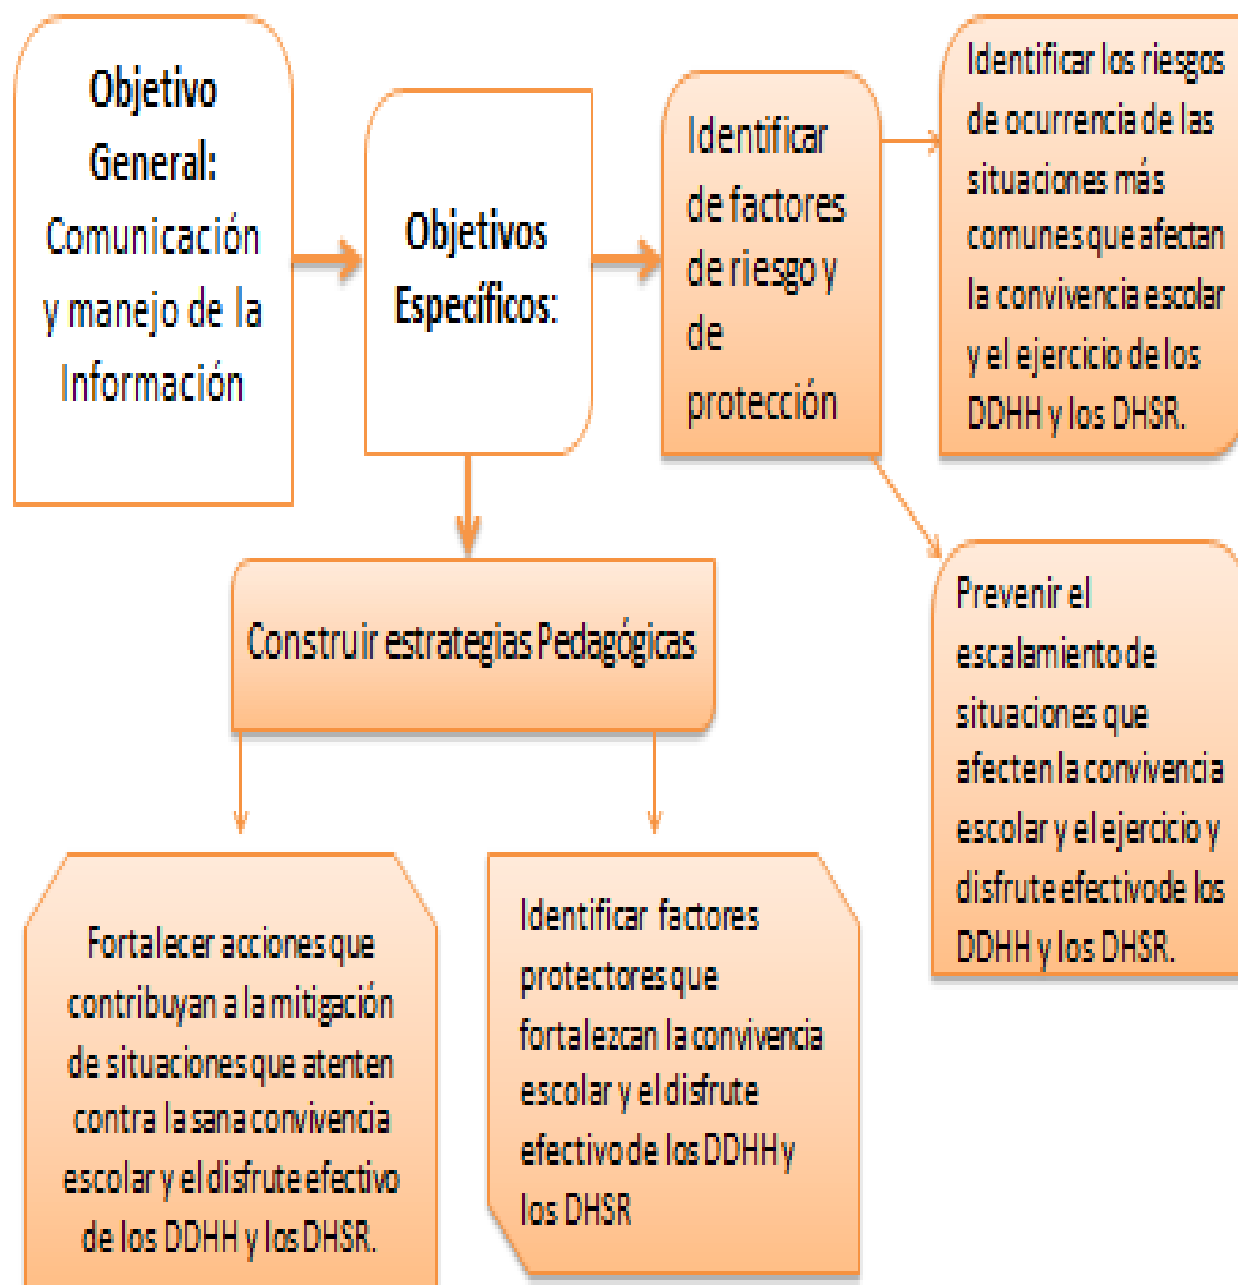 Objetivo
General:
Comunicación
y manejo de la
Información
Objetivos
Específicos:
Identificar
de factores
de riesgo y
de
protección
Identificar los riesgos
de ocurrencia de las
situaciones más
comunes que afectan
la convivencia escolar
y el ejercicio de los
DDHH y los DHSR.
Prevenir el
escalamiento de
situaciones que
afecten la convivencia
escolar y el ejercicio y
disfrute efectivo de los
DDHH y los DHSR.
Construir estrategias Pedagógicas
Fortalecer acciones que
contribuyan a la mitigación
de situaciones que atenten
contra la sana convivencia
escolar y el disfrute efectivo
de los DDHH y los DHSR.
Identificar factores
protectores que
fortalezcan la convivencia
escolar y el disfrute
efectivo de los DDHH y
los DHSR